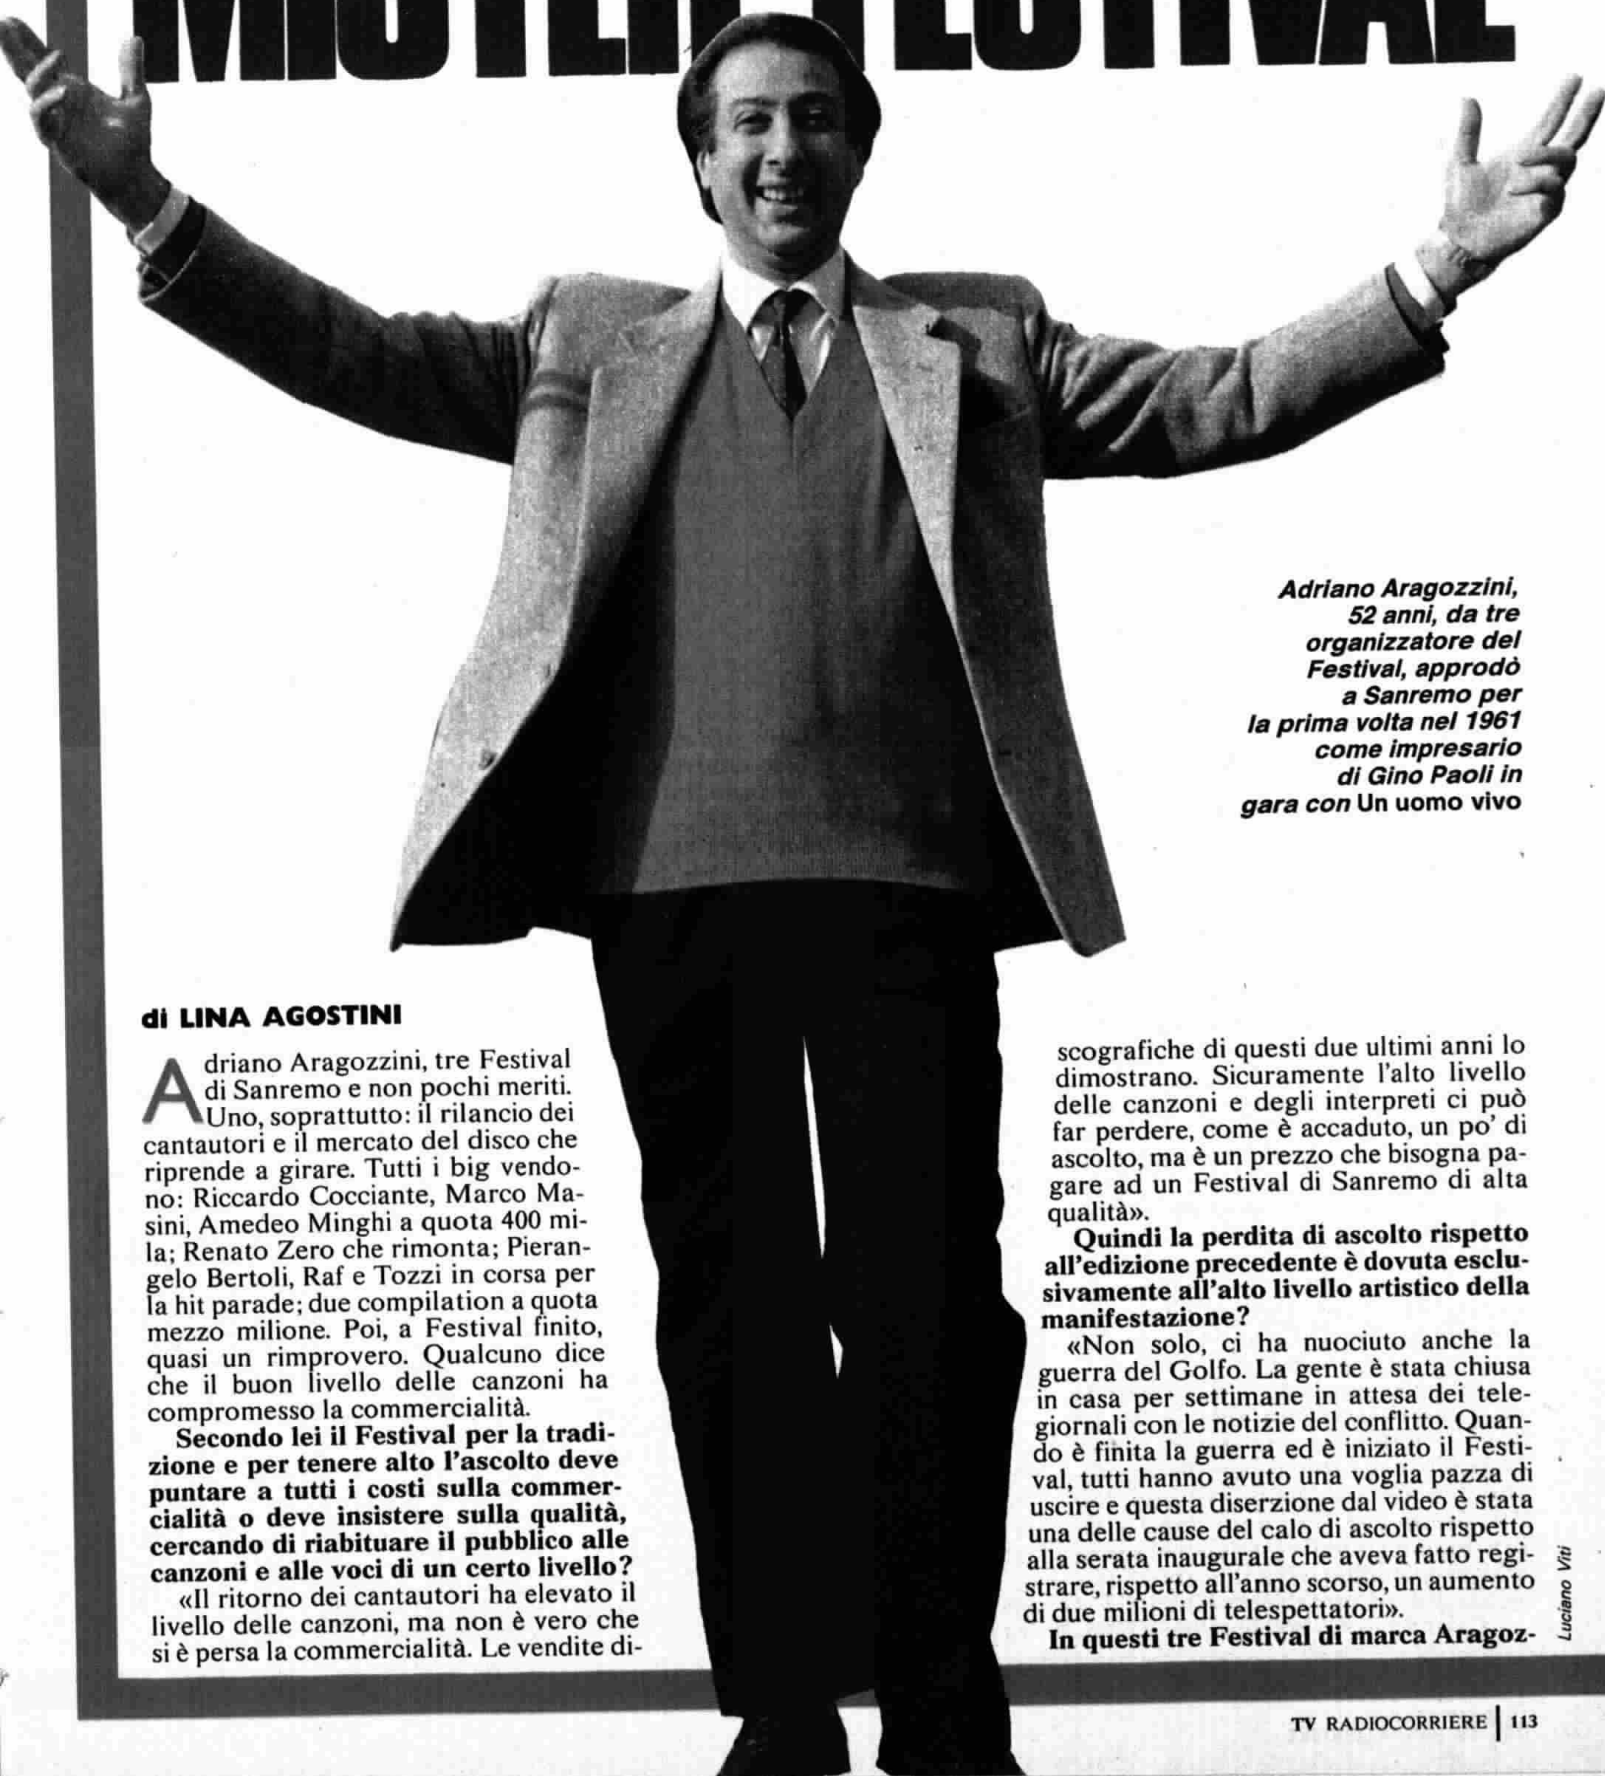 MISTER FESTIVAL
Adriano Aragozzini,
52 anni, da tre
organizzatore del
Festival, approdò
a Sanremo per
la prima volta nel 1961
come impresario
di Gino Paoli in
gara con Un uomo vivo
di LINA AGOSTINI
Adriano Aragozzini, tre Festival
di Sanremo e non pochi meriti.
Uno, soprattutto: il rilancio dei
cantautori e il mercato del disco che
riprende a girare. Tutti i big vendo-
no: Riccardo Cocciante, Marco Ma-
sini, Amedeo Minghi a quota 400 mi-
la; Renato Zero che rimonta; Pieran-
gelo Bertoli, Raf e Tozzi in corsa per
la hit parade; due compilation a quota
mezzo milione. Poi, a Festival finito,
quasi un rimprovero. Qualcuno dice
che il buon livello delle canzoni ha
compromesso la commercialità.
Secondo lei il Festival per la tradi-
zione e per tenere alto l'ascolto deve
puntare a tutti i costi sulla commer-
cialità o deve insistere sulla qualità,
cercando di riabituare il pubblico alle
canzoni e alle voci di un certo livello?
«Il ritorno dei cantautori ha elevato il
livello delle canzoni, ma non è vero che
si è persa la commercialità. Le vendite di-
scografiche di questi due ultimi anni lo
dimostrano. Sicuramente l'alto livello
delle canzoni e degli interpreti ci può
far perdere, come è accaduto, un po' di
ascolto, ma è un prezzo che bisogna pa-
gare ad un Festival di Sanremo di alta
qualità».
Quindi la perdita di ascolto rispetto
all'edizione precedente è dovuta esclu-
sivamente all'alto livello artistico della
manifestazione?
«Non solo, ci ha nuociuto anche la
guerra del Golfo. La gente è stata chiusa
in casa per settimane in attesa dei tele-
giornali con le notizie del conflitto. Quan-
do è finita la guerra ed è iniziato il Festi-
val, tutti hanno avuto una voglia pazza di
uscire e questa diserzione dal video è stata
una delle cause del calo di ascolto rispetto
alla serata inaugurale che aveva fatto regi-
strare, rispetto all'anno scorso, un aumento
di due milioni di telespettatori».
In questi tre Festival di marca Aragoz-
Luciano Viti
TV RADIOCORRIERE | 113